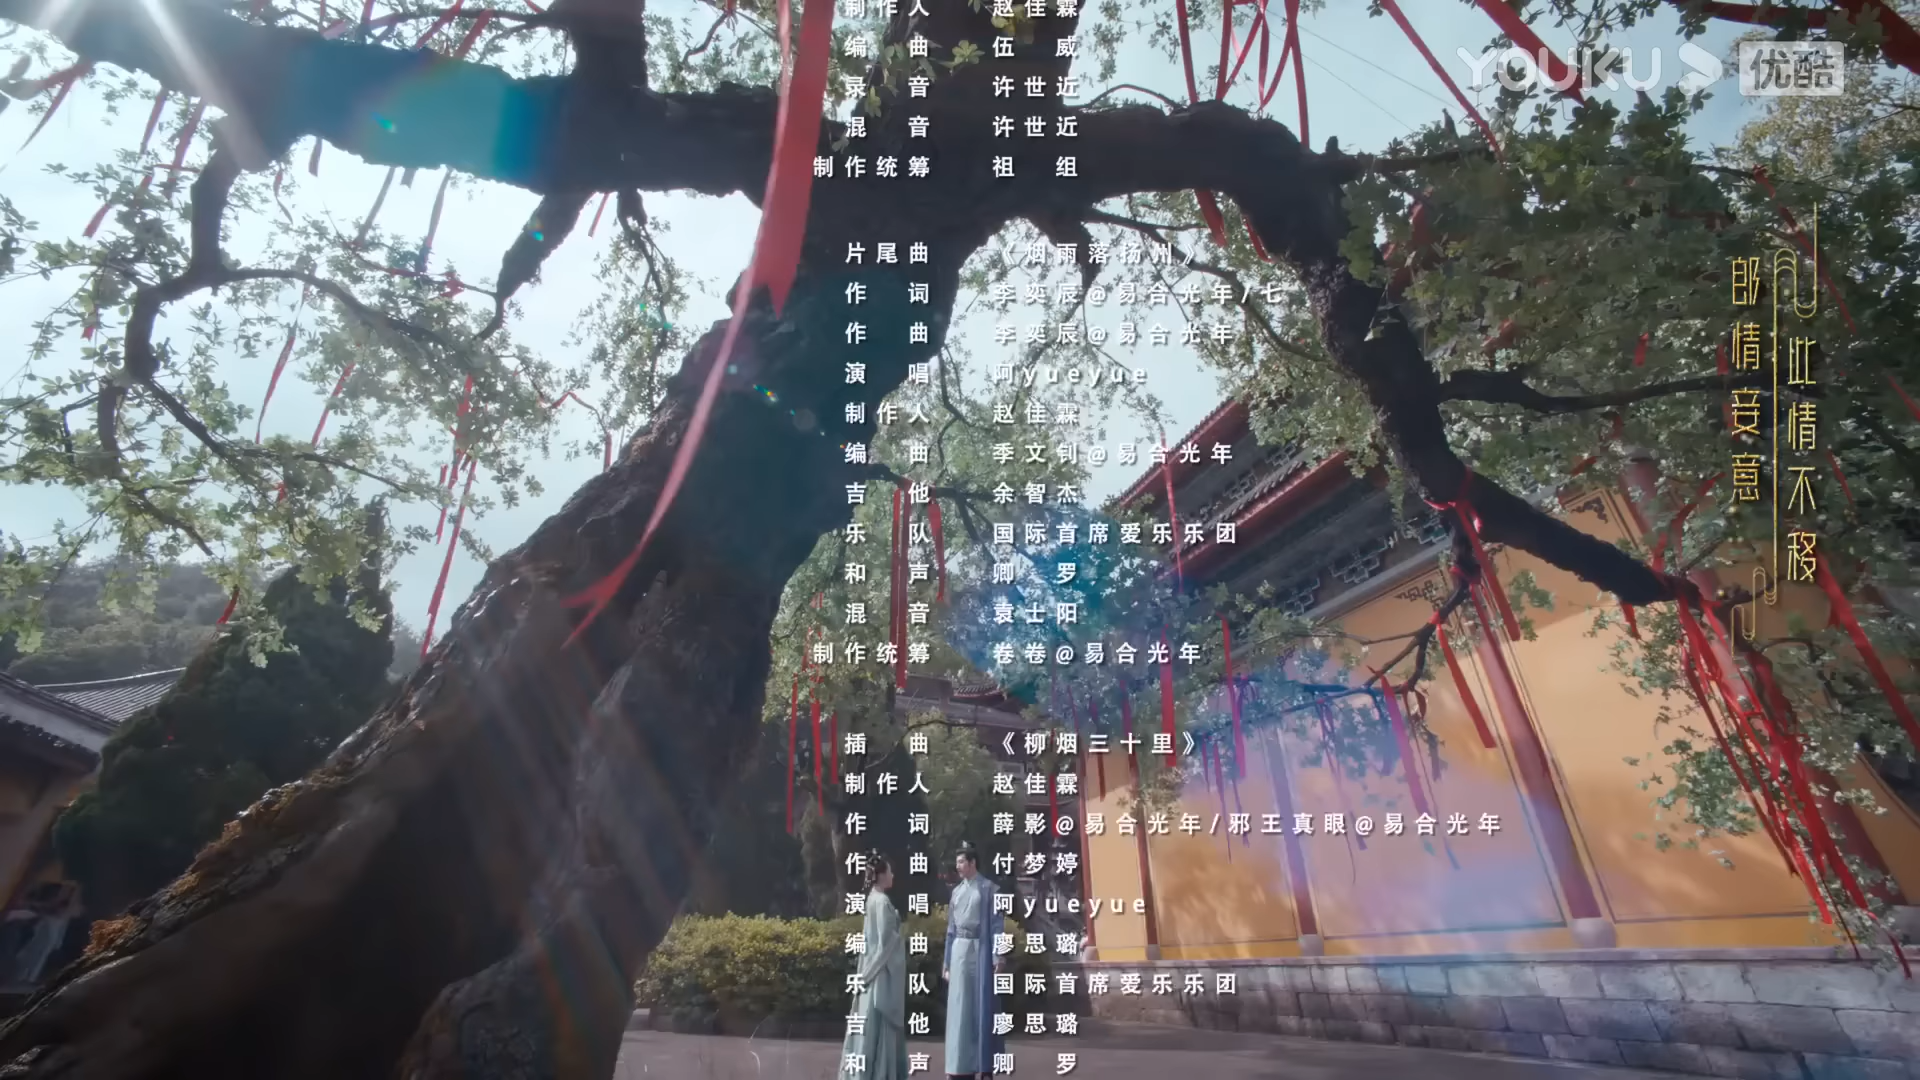 制作人 赵佳霖
编曲 伍威
录音 许世近
混音 许世近
制作统筹 祖组
片尾曲 《烟雨落扬州》
作词 李奕辰@易合光年/七
作曲 李奕辰@易合光年
演唱 阿yueyue
制作人 赵佳霖
编曲 季文钊@易合光年
吉他 余智杰
乐队 国际首席爱乐乐团
和声 卿罗
混音 袁士阳
制作统筹 卷卷@易合光年
插曲 《柳烟三十里》
制作人 赵佳霖
作词 薛影@易合光年/邪王真眼@易合光年
作曲 付梦婷
演唱 阿yueyue
编曲 廖思璐
乐队 国际首席爱乐乐团
吉他 廖思璐
和声 卿罗
YOUKU 优酷
心此情不移
郎情妾意